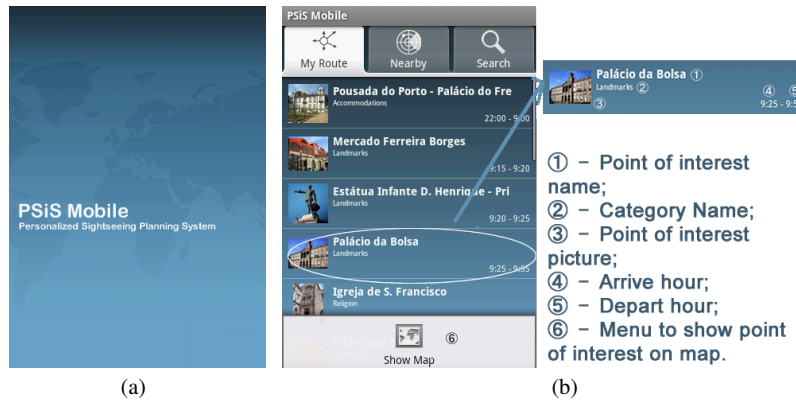 PSiS Mobile
Personalized Sightseeing Planning System
(a)
PSiS Mobile
My Route
Nearby
Search
Pousada do Porto - Palácio do Fre
Accommodations
22:00 - 9:00
Mercado Ferreira Borges
Landmarks
9:15 - 9:20
Estátua Infante D. Henrique - Pri
Landmarks
9:20 - 9:25
Palácio da Bolsa
Landmarks
9:25 - 9:55
Igreja de S. Francisco
Religion
⑥
Show Map
Palácio da Bolsa ①
Landmarks ②
③
④ ⑤
9:25 - 9:5
① – Point of interest
name;
② – Category Name;
③ – Point of interest
picture;
④ – Arrive hour;
⑤ – Depart hour;
⑥ – Menu to show point
of interest on map.
(b)